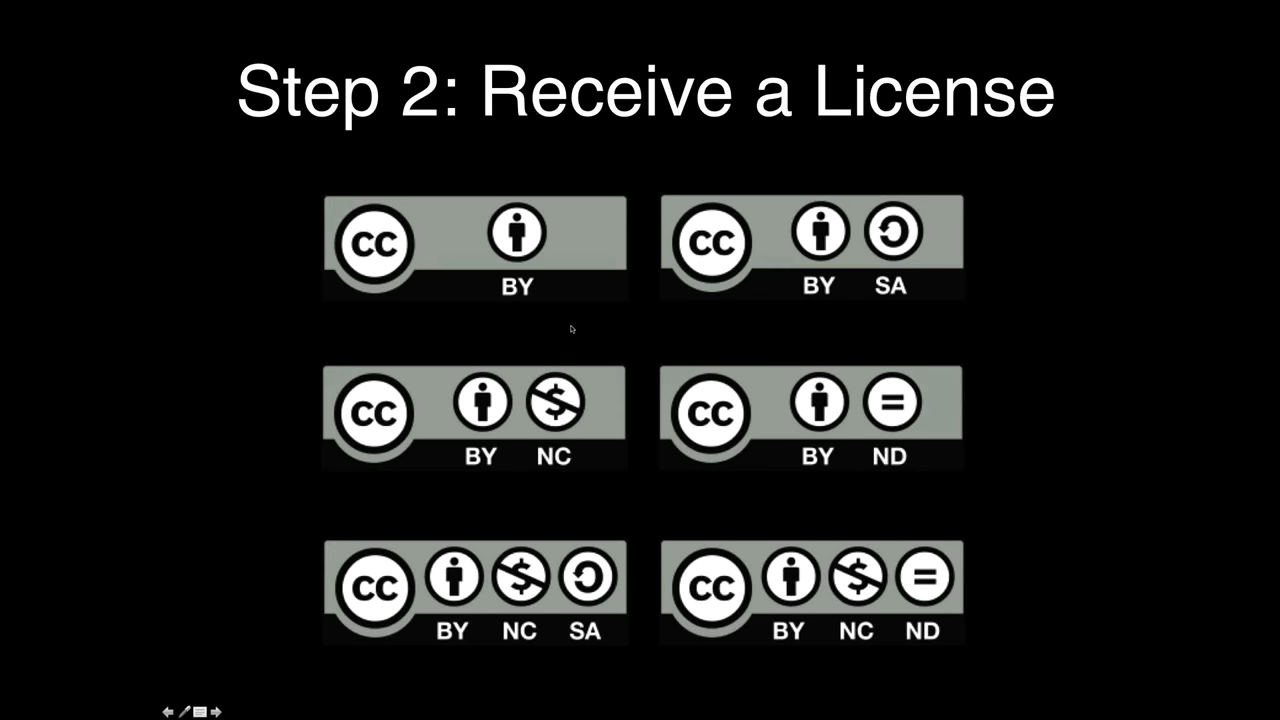 Step 2: Receive a License
CC BY
CC BY SA
CC BY NC
CC BY ND
CC BY NC SA
CC BY NC ND